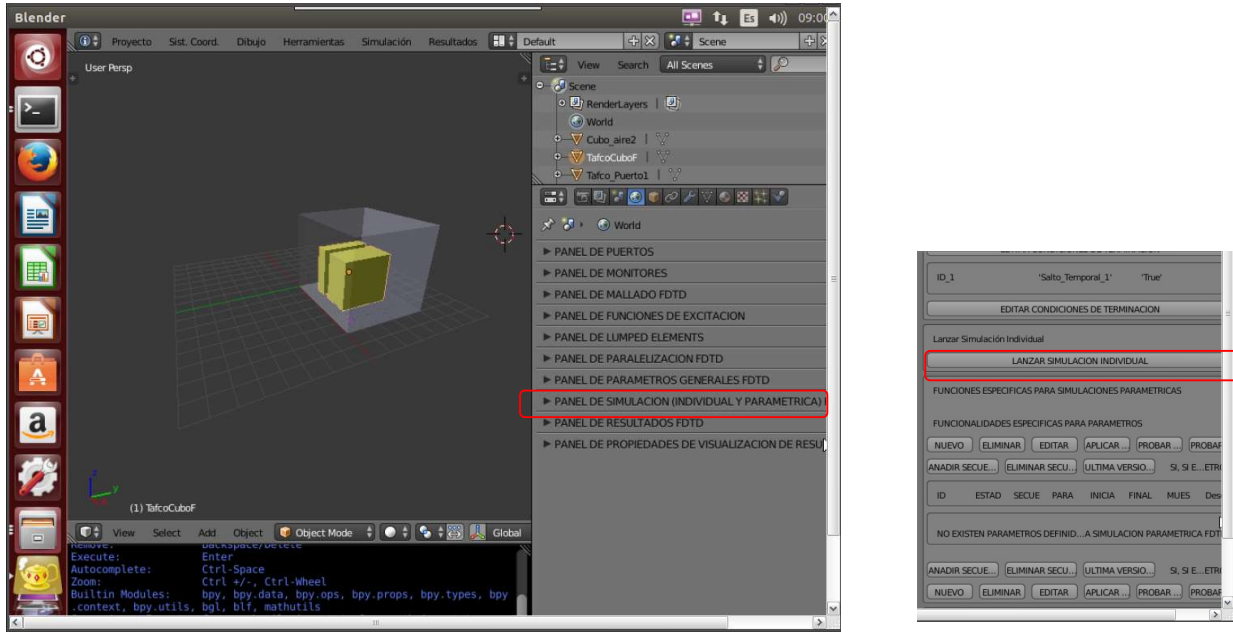 Blender
Es
09:00
Proyecto Sist. Coord. Dibujo Herramientas Simulación Resultados Default Scene
User Persp
View Search All Scenes
Scene
RenderLayers
World
Cubo_aire2
TafcoCuboF
Tafco_Puerto1
World
PANEL DE PUERTOS
PANEL DE MONITORES
PANEL DE MALLADO FDTD
PANEL DE FUNCIONES DE EXCITACION
PANEL DE LUMPED ELEMENTS
PANEL DE PARALELIZACION FDTD
PANEL DE PARAMETROS GENERALES FDTD
PANEL DE SIMULACION (INDIVIDUAL Y PARAMETRICA)
PANEL DE RESULTADOS FDTD
PANEL DE PROPIEDADES DE VISUALIZACION DE RESU
z
y
(1) TafcoCuboF
View Select Add Object Object Mode Global
Remove: Backspace/Delete
Execute: Enter
Autocomplete: Ctrl-Space
Zoom: Ctrl +/-, Ctrl-Wheel
Builtin Modules: bpy, bpy.data, bpy.ops, bpy.props, bpy.types, bpy
.context, bpy.utils, bgl, blf, mathutils
ID_1 'Salto_Temporal_1' 'True'
EDITAR CONDICIONES DE TERMINACION
Lanzar Simulación Individual
LANZAR SIMULACION INDIVIDUAL
FUNCIONES ESPECIFICAS PARA SIMULACIONES PARAMETRICAS
FUNCIONALIDADES ESPECIFICAS PARA PARAMETROS
NUEVO ELIMINAR EDITAR APLICAR ... PROBAR ... PROBAR
ANADIR SECUE... ELIMINAR SECU... ULTIMA VERSIO... SI, SI E...ETR
ID ESTAD SECUE PARA INICIA FINAL MUES Des
NO EXISTEN PARAMETROS DEFINID...A SIMULACION PARAMETRICA FDT
ANADIR SECUE... ELIMINAR SECU... ULTIMA VERSIO... SI, SI E...ETR
NUEVO ELIMINAR EDITAR APLICAR ... PROBAR ... PROBAR